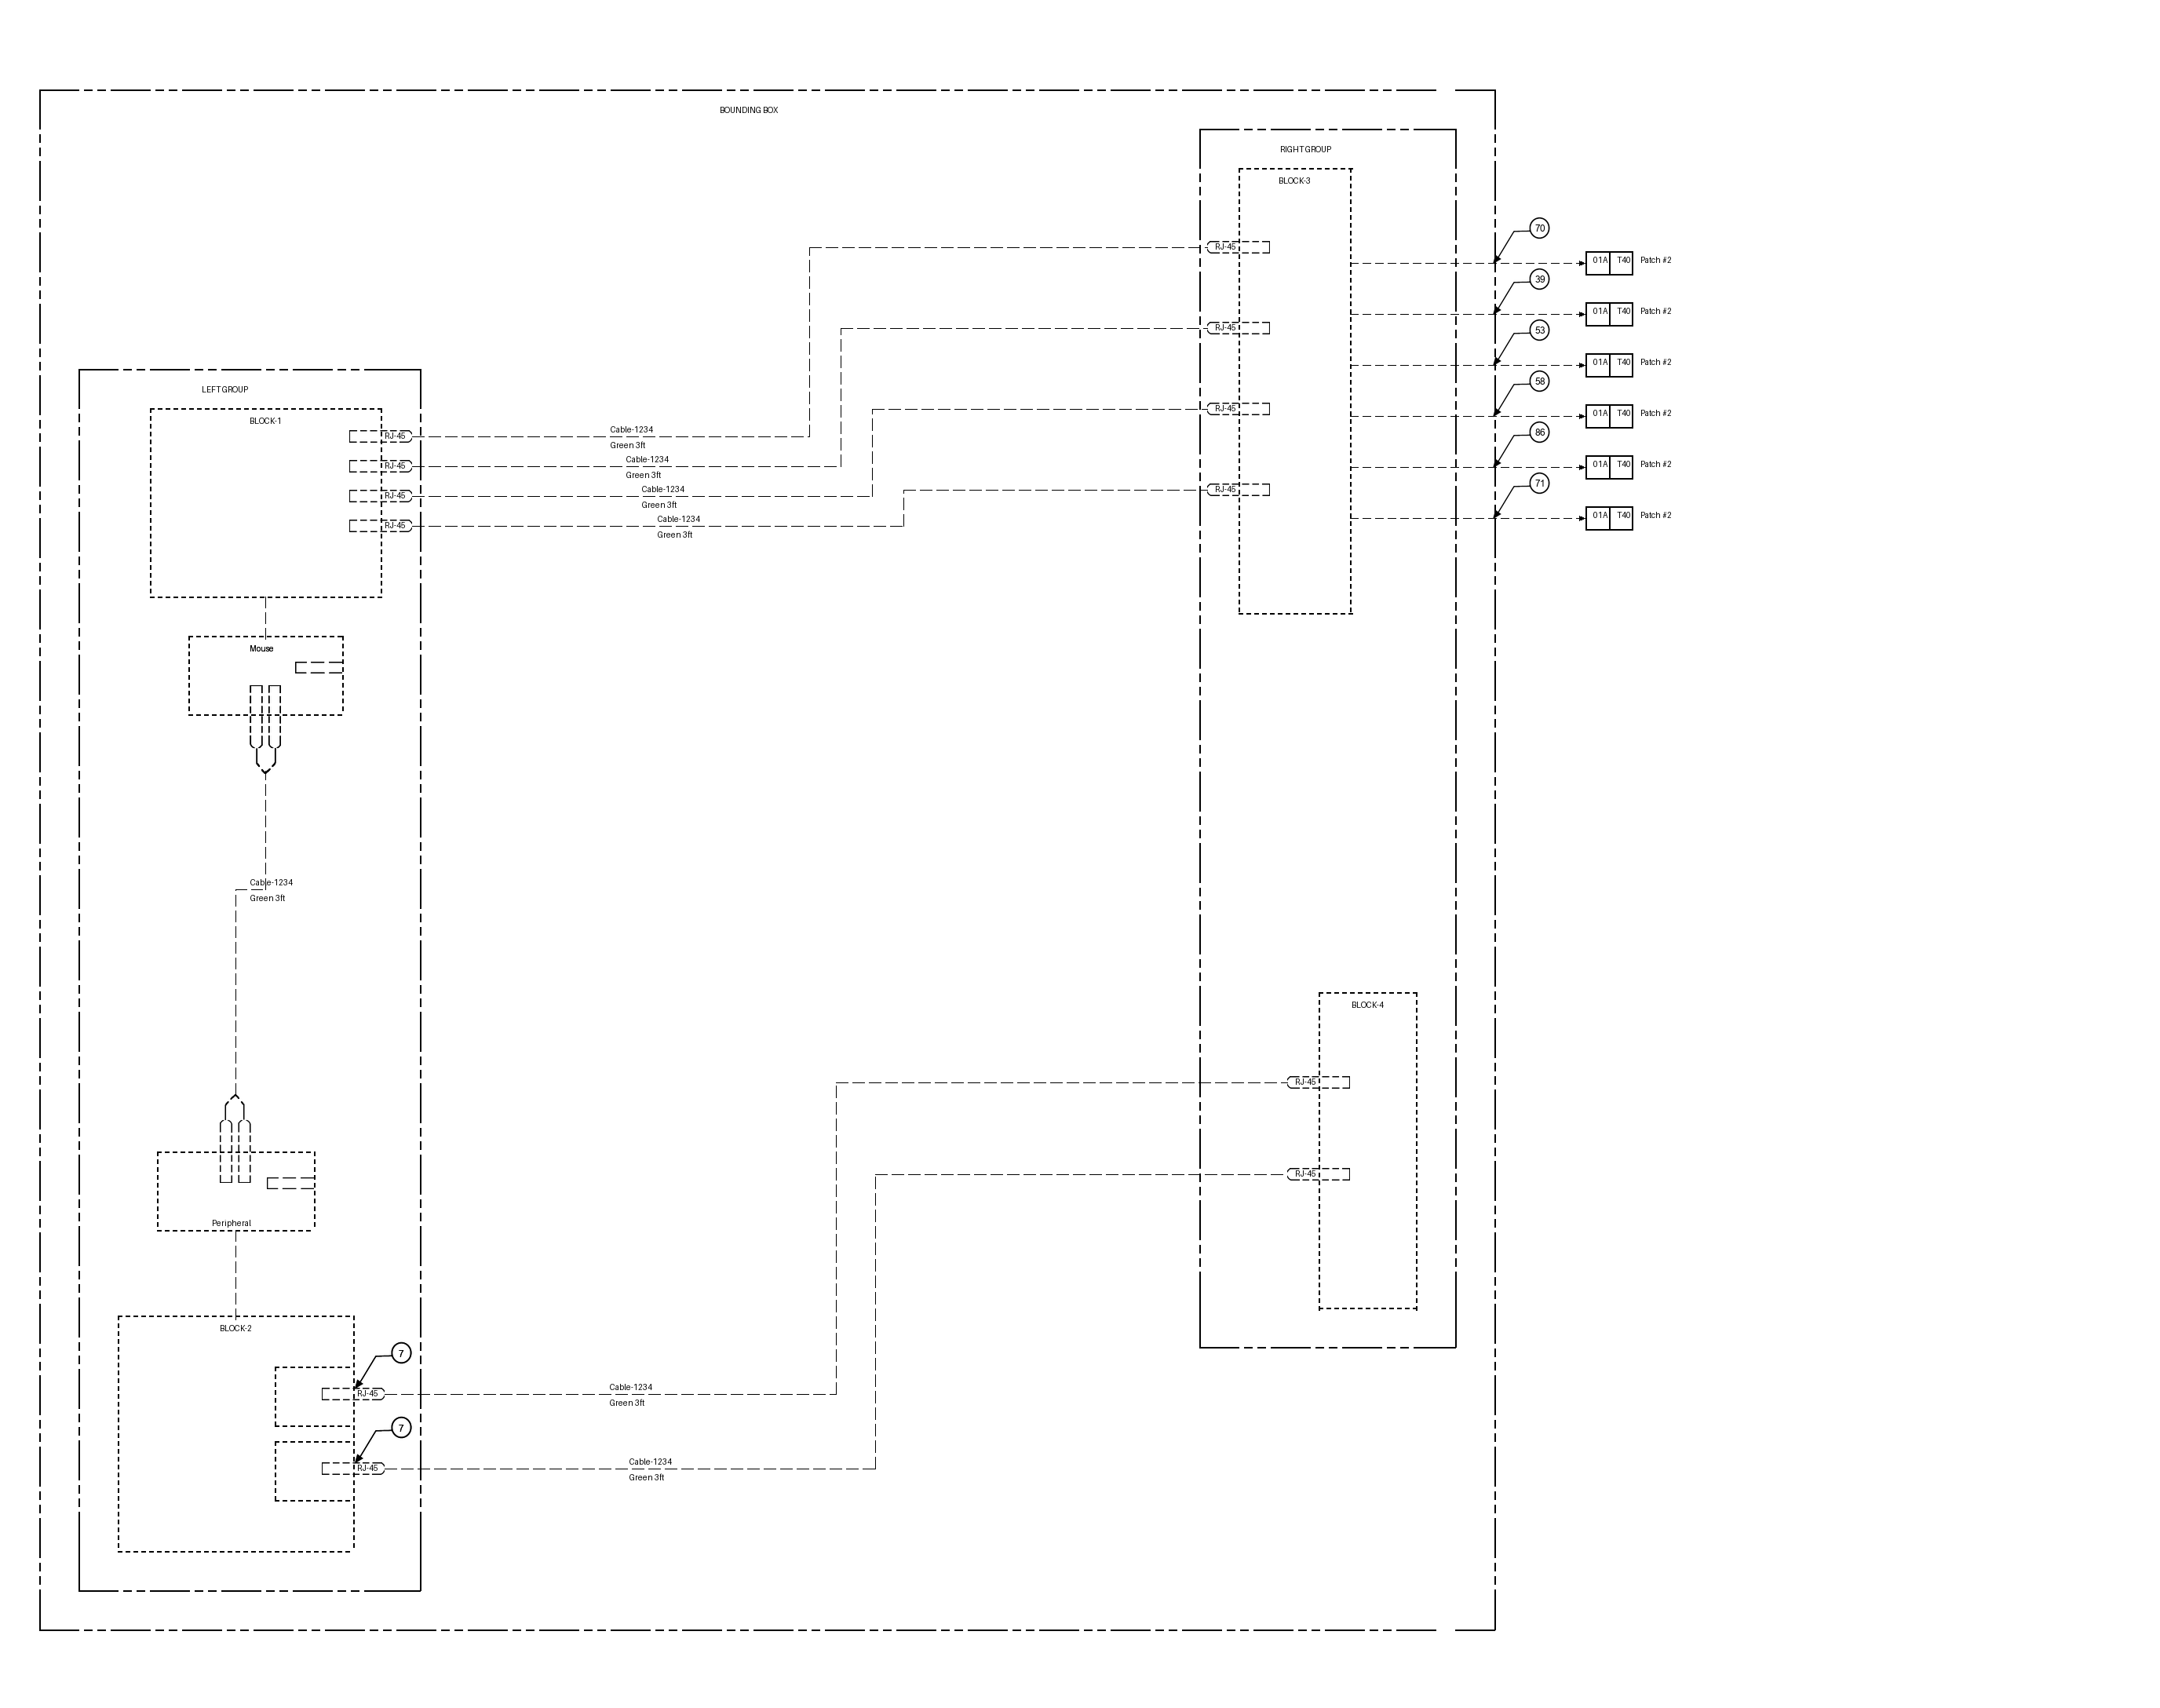 BOUNDING BOX
RIGHT GROUP
BLOCK-3
70
RJ-45
01A T40 Patch #2
39
01A T40 Patch #2
RJ-45
53
01A T40 Patch #2
58
LEFT GROUP
RJ-45
01A T40 Patch #2
BLOCK-1
86
RJ-45
Cable-1234
Green 3ft
RJ-45
Cable-1234
Green 3ft
01A T40 Patch #2
71
RJ-45
Cable-1234
Green 3ft
RJ-45
01A T40 Patch #2
RJ-45
Cable-1234
Green 3ft
Mouse
Cable-1234
Green 3ft
BLOCK-4
RJ-45
RJ-45
Peripheral
BLOCK-2
7
RJ-45
Cable-1234
Green 3ft
7
RJ-45
Cable-1234
Green 3ft